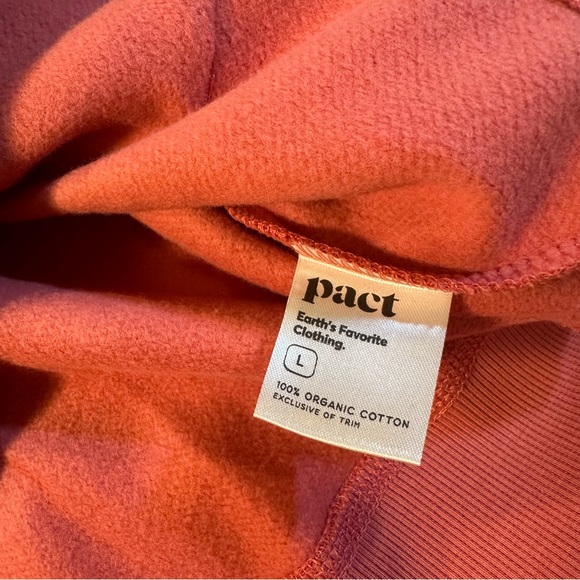 pact
Earth's Favorite
Clothing.
L
100% ORGANIC COTTON
EXCLUSIVE OF TRIM